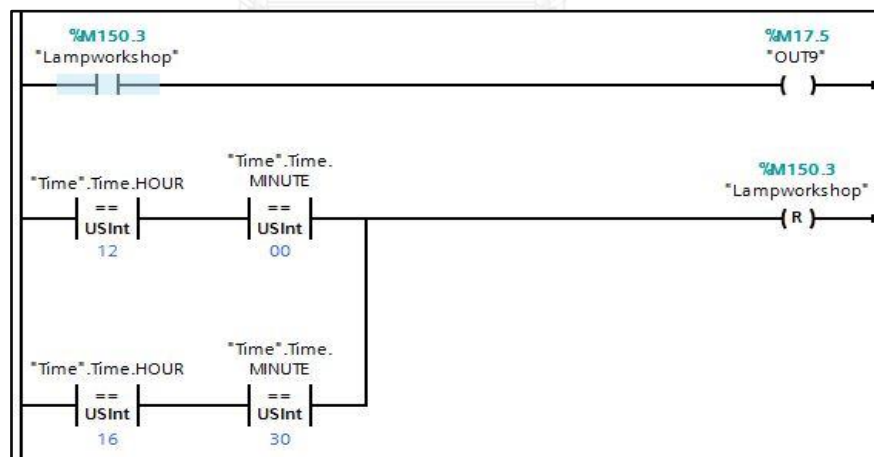 %M150.3
"Lampworkshop"
%M17.5
"OUT9"
( )
"Time".Time.HOUR
==
USInt
12
"Time".Time.
MINUTE
==
USInt
00
%M150.3
"Lampworkshop"
(R)
"Time".Time.HOUR
==
USInt
16
"Time".Time.
MINUTE
==
USInt
30